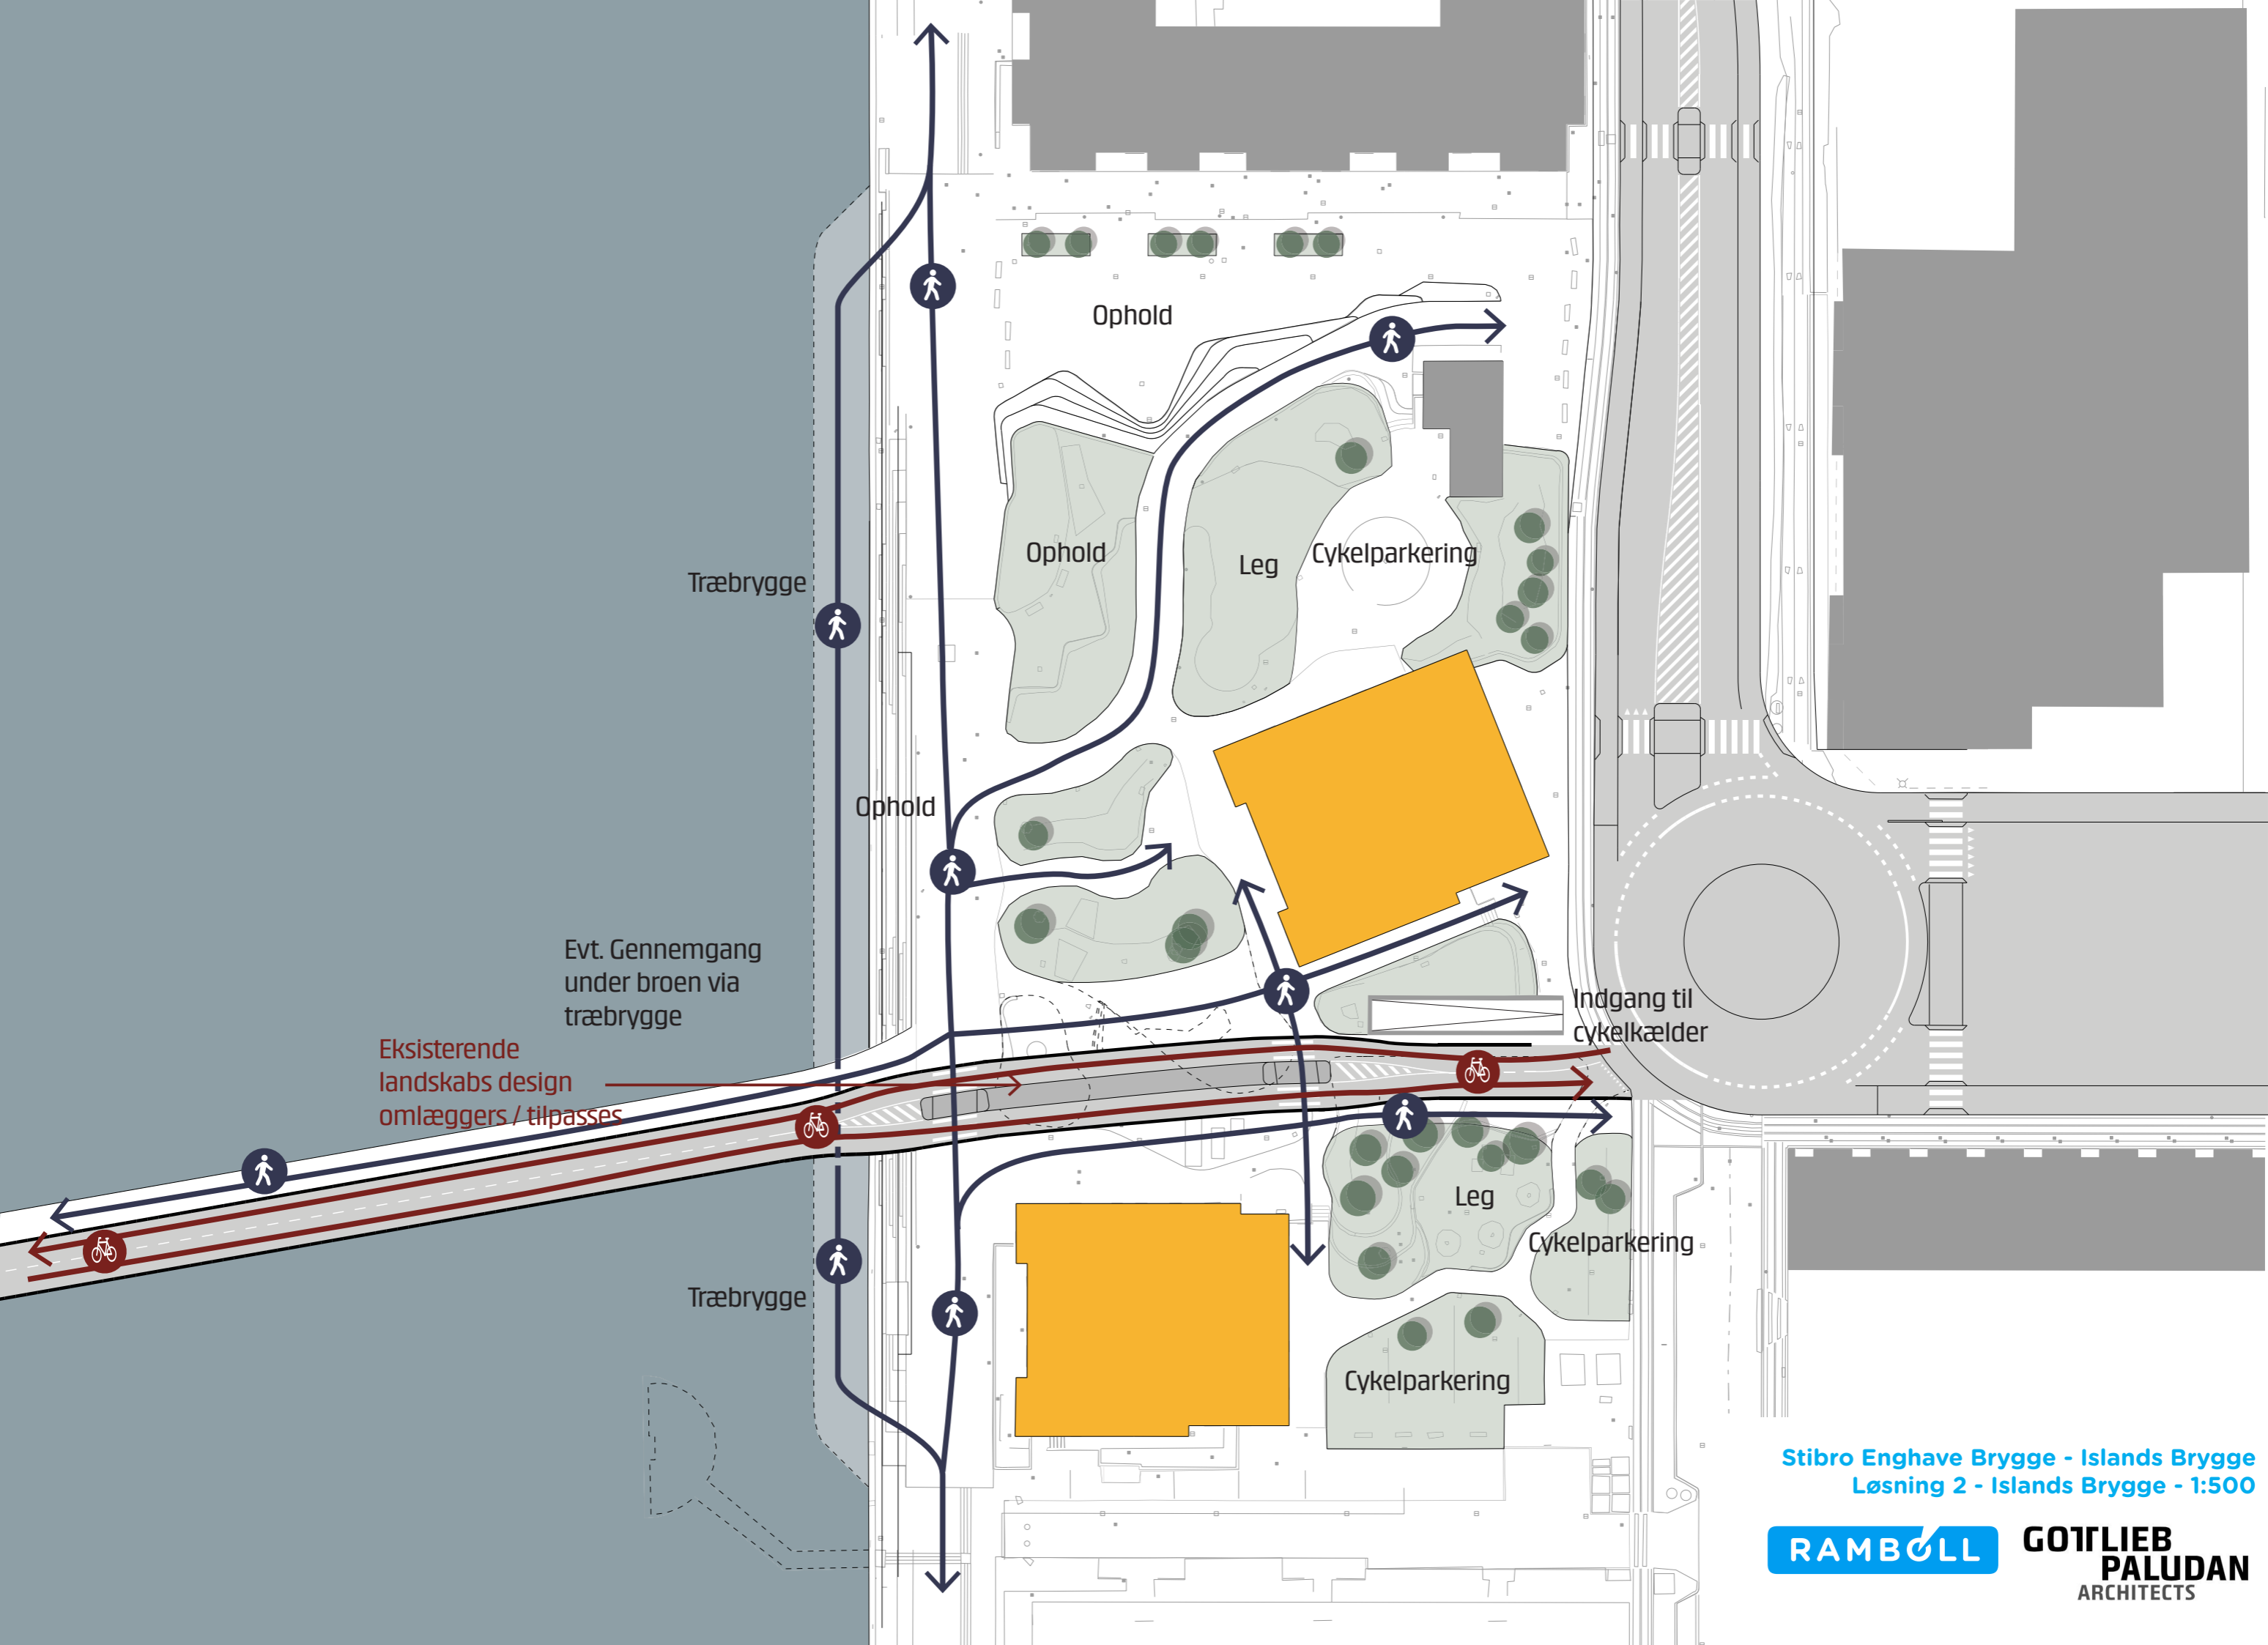 Ophold
Træbrygge
Ophold
Leg
Cykelparkering
Ophold
Evt. Gennemgang
under broen via
træbrygge
Indgang til
cykelkælder
Eksisterende
landskabs design
omlæggers / tilpasses
Leg
Cykelparkering
Træbrygge
Cykelparkering
Stibro Enghave Brygge - Islands Brygge
Løsning 2 - Islands Brygge - 1:500
RAMBØLL
GOTTLIEB
PALUDAN
ARCHITECTS